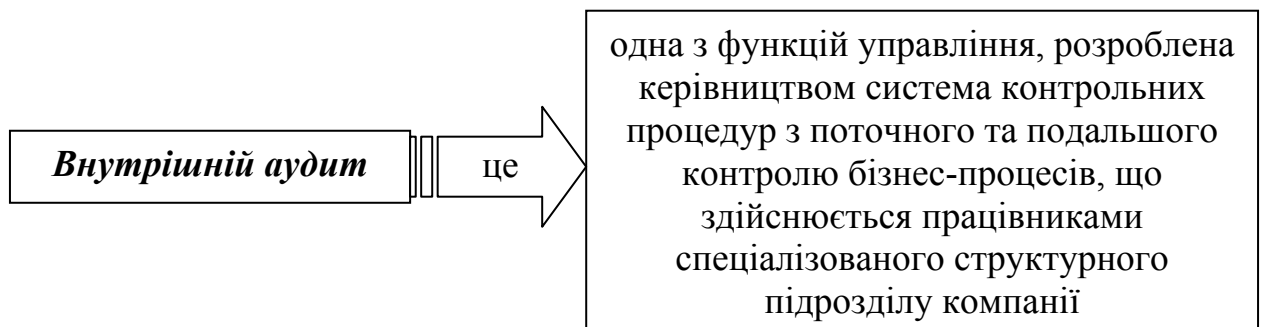 Внутрішній аудит
це
одна з функцій управління, розроблена
керівництвом система контрольних
процедур з поточного та подальшого
контролю бізнес-процесів, що
здійснюється працівниками
спеціалізованого структурного
підрозділу компанії